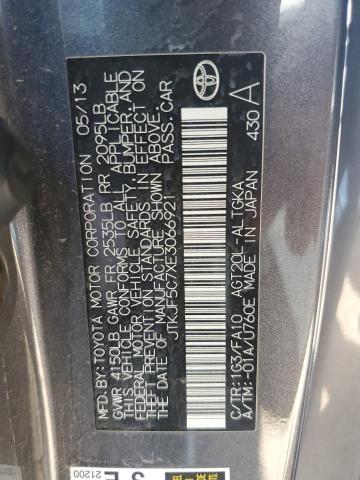 MFD.BY:TOYOTA MOTOR CORPORATION 05/13
GVWR 4150LB GAWR FR 2535LB RR 2095LB
THIS VEHICLE CONFORMS TO ALL APPLICABLE
FEDERAL MOTOR VEHICLE SAFETY, BUMPER, AND
THEFT PREVENTION STANDARDS IN EFFECT ON
THE DATE OF MANUFACTURE SHOWN ABOVE.
JTKJF5C7XE3066721 PASS.CAR
C/TR:1G3/FA10 AGT20L-ALTGKA
A/TM:-01A/U760E MADE IN JAPAN 430 A
21200